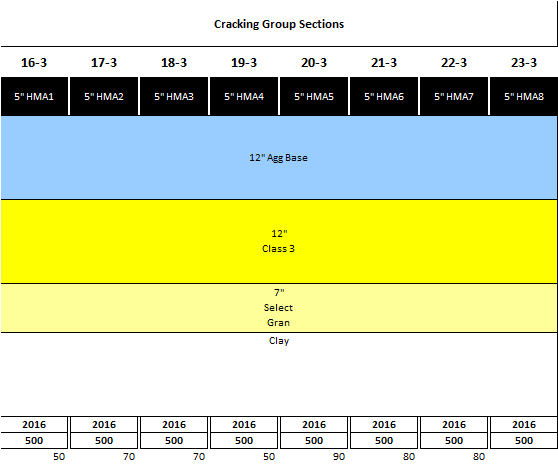 Cracking Group Sections
16-3 17-3 18-3 19-3 20-3 21-3 22-3 23-3
5" HMA1 5" HMA2 5" HMA3 5" HMA4 5" HMA5 5" HMA6 5" HMA7 5" HMA8
12" Agg Base
12"
Class 3
7"
Select
Gran
Clay
2016 2016 2016 2016 2016 2016 2016 2016
500 500 500 500 500 500 500 500
50 70 70 50 90 80 80